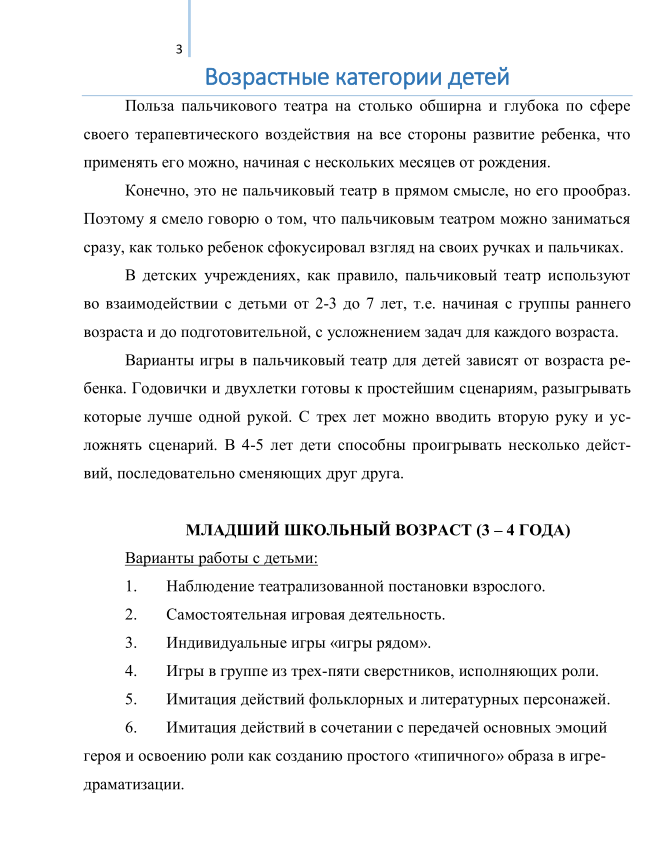 3
Возрастные категории детей
Польза пальчикового театра на столько обширна и глубока по сфере
своего терапевтического воздействия на все стороны развитие ребенка, что
применять его можно, начиная с нескольких месяцев от рождения.
Конечно, это не пальчиковый театр в прямом смысле, но его прообраз.
Поэтому я смело говорю о том, что пальчиковым театром можно заниматься
сразу, как только ребенок сфокусировал взгляд на своих ручках и пальчиках.
В детских учреждениях, как правило, пальчиковый театр используют
во взаимодействии с детьми от 2-3 до 7 лет, т.е. начиная с группы раннего
возраста и до подготовительной, с усложнением задач для каждого возраста.
Варианты игры в пальчиковый театр для детей зависят от возраста ре-
бенка. Годовички и двухлетки готовы к простейшим сценариям, разыгрывать
которые лучше одной рукой. С трех лет можно вводить вторую руку и ус-
ложнять сценарий. В 4-5 лет дети способны проигрывать несколько дейст-
вий, последовательно сменяющих друг друга.
МЛАДШИЙ ШКОЛЬНЫЙ ВОЗРАСТ (3 – 4 ГОДА)
Варианты работы с детьми:
1. Наблюдение театрализованной постановки взрослого.
2. Самостоятельная игровая деятельность.
3. Индивидуальные игры «игры рядом».
4. Игры в группе из трех-пяти сверстников, исполняющих роли.
5. Имитация действий фольклорных и литературных персонажей.
6. Имитация действий в сочетании с передачей основных эмоций
героя и освоению роли как созданию простого «типичного» образа в игре-
драматизации.